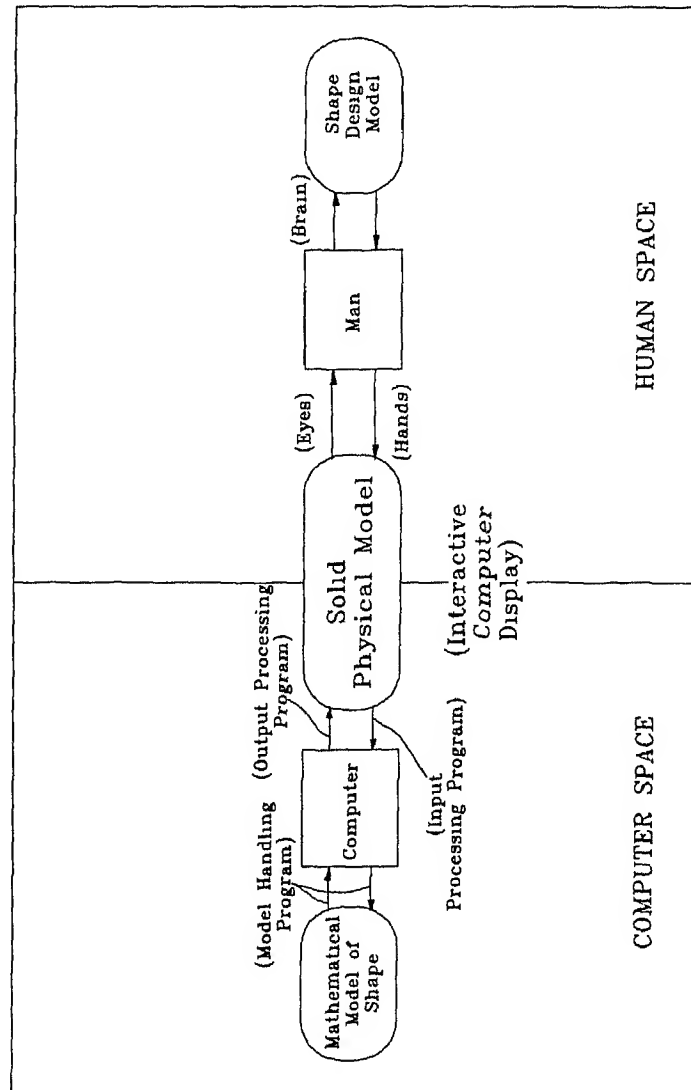 (Model Handling
Program)
(Output Processing
Program)
Mathematical
Model of
Shape
Computer
Solid
Physical Model
(Input
Processing Program)
(Interactive
Computer
Display)
(Eyes)
(Hands)
Man
(Brain)
Shape
Design
Model
COMPUTER SPACE
HUMAN SPACE